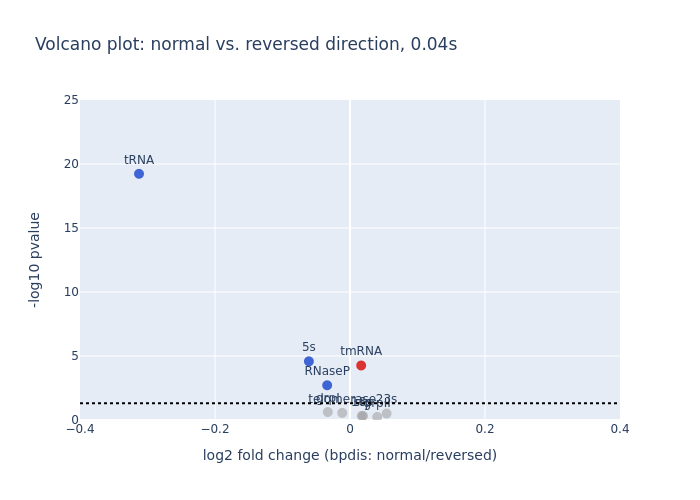 Volcano plot: normal vs. reversed direction, 0.04s
25
20
15
10
5
0
-log10 pvalue
tRNA
5s
tmRNA
RNaseP
23s
−0.4
−0.2
0
0.2
0.4
log2 fold change (bpdis: normal/reversed)